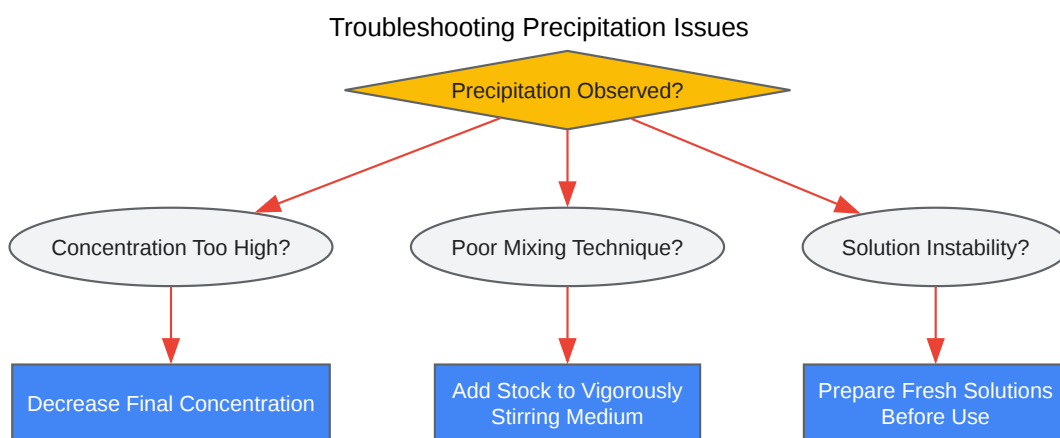 Troubleshooting Precipitation Issues
Precipitation Observed?
Concentration Too High?
Poor Mixing Technique?
Solution Instability?
Decrease Final Concentration
Add Stock to Vigorously
Stirring Medium
Prepare Fresh Solutions
Before Use